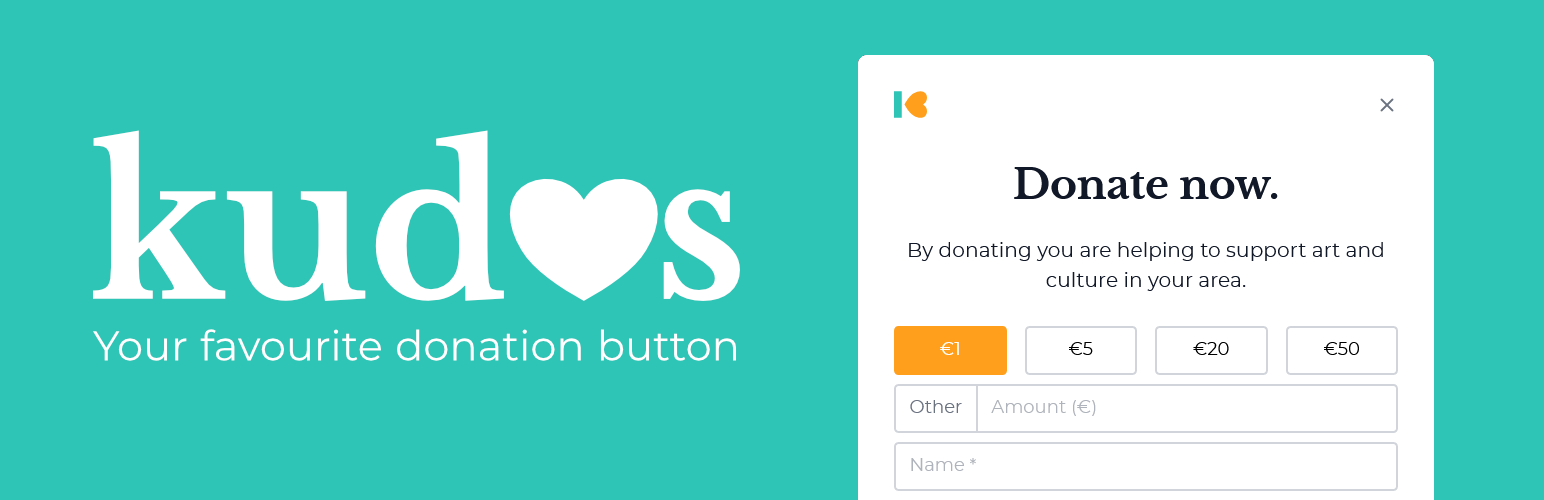 kudos
Your favourite donation button
Donate now.
By donating you are helping to support art and
culture in your area.
€1 €5 €20 €50
Other Amount (€)
Name *